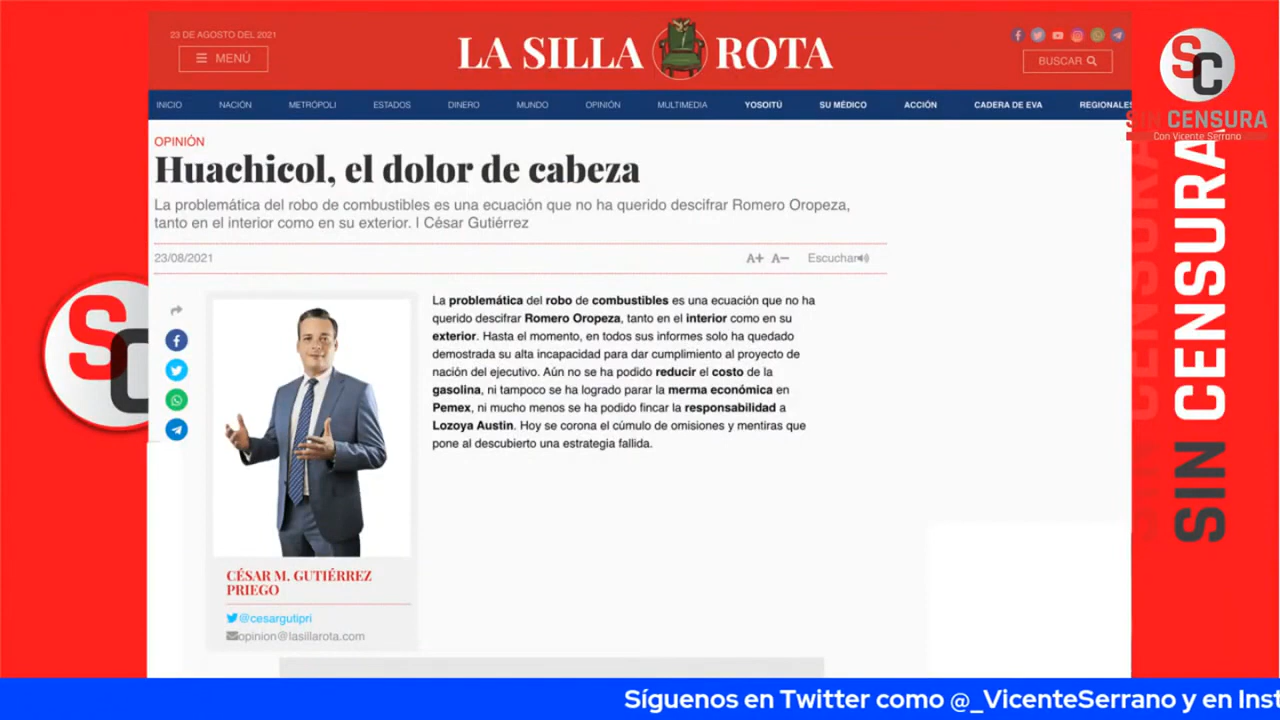 23 DE AGOSTO DEL 2021
MENÚ
LA SILLA ROTA
BUSCAR
INICIO NACIÓN METRÓPOLI ESTADOS DINERO MUNDO OPINIÓN MULTIMEDIA YOSOITÚ SU MÉDICO ACCIÓN CADERA DE EVA REGIONALES
SC
SIN CENSURA
Con Vicente Serrano
OPINIÓN
Huachicol, el dolor de cabeza
La problemática del robo de combustibles es una ecuación que no ha querido descifrar Romero Oropeza,
tanto en el interior como en su exterior. | César Gutiérrez
23/08/2021
A+ A− Escuchar
La problemática del robo de combustibles es una ecuación que no ha
querido descifrar Romero Oropeza, tanto en el interior como en su
exterior. Hasta el momento, en todos sus informes solo ha quedado
demostrada su alta incapacidad para dar cumplimiento al proyecto de
nación del ejecutivo. Aún no se ha podido reducir el costo de la
gasolina, ni tampoco se ha logrado parar la merma económica en
Pemex, ni mucho menos se ha podido fincar la responsabilidad a
Lozoya Austin. Hoy se corona el cúmulo de omisiones y mentiras que
pone al descubierto una estrategia fallida.
CÉSAR M. GUTIÉRREZ
PRIEGO
@cesargutipri
opinion@lasillarota.com
SC
SIN CENSURA
SIN CENSURA
Síguenos en Twitter como @_VicenteSerrano y en Inst